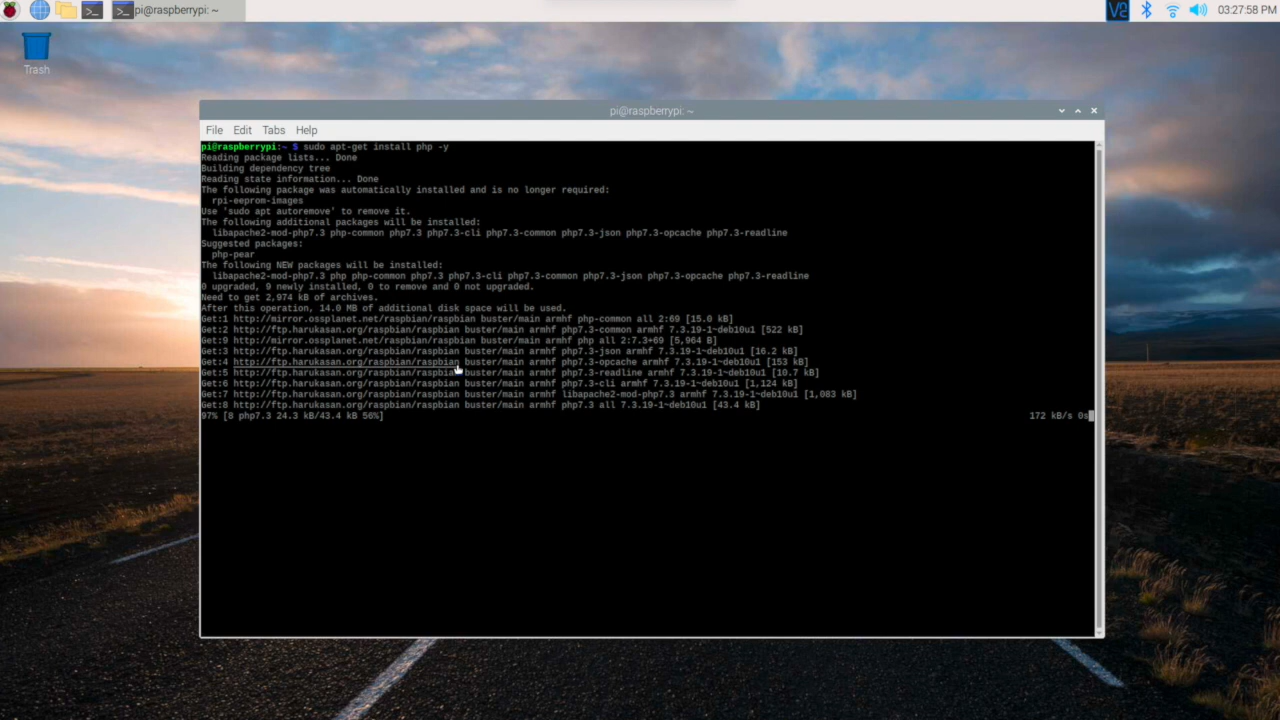 pi@raspberrypi: ~
03:27:58 PM
Trash
pi@raspberrypi: ~
File Edit Tabs Help
pi@raspberrypi:~ $ sudo apt-get install php -y
Reading package lists... Done
Building dependency tree
Reading state information... Done
The following package was automatically installed and is no longer required:
rpi-eeprom-images
Use 'sudo apt autoremove' to remove it.
The following additional packages will be installed:
libapache2-mod-php7.3 php-common php7.3 php7.3-cli php7.3-common php7.3-json php7.3-opcache php7.3-readline
Suggested packages:
php-pear
The following NEW packages will be installed:
libapache2-mod-php7.3 php php-common php7.3 php7.3-cli php7.3-common php7.3-json php7.3-opcache php7.3-readline
0 upgraded, 9 newly installed, 0 to remove and 0 not upgraded.
Need to get 2,974 kB of archives.
After this operation, 14.0 MB of additional disk space will be used.
Get:1 http://mirror.ossplanet.net/raspbian/raspbian buster/main armhf php-common all 2:69 [15.0 kB]
Get:2 http://ftp.harukasan.org/raspbian/raspbian buster/main armhf php7.3-common armhf 7.3.19-1~deb10u1 [522 kB]
Get:9 http://mirror.ossplanet.net/raspbian/raspbian buster/main armhf php all 2:7.3+69 [5,964 B]
Get:3 http://ftp.harukasan.org/raspbian/raspbian buster/main armhf php7.3-json armhf 7.3.19-1~deb10u1 [16.2 kB]
Get:4 http://ftp.harukasan.org/raspbian/raspbian buster/main armhf php7.3-opcache armhf 7.3.19-1~deb10u1 [153 kB]
Get:5 http://ftp.harukasan.org/raspbian/raspbian buster/main armhf php7.3-readline armhf 7.3.19-1~deb10u1 [10.7 kB]
Get:6 http://ftp.harukasan.org/raspbian/raspbian buster/main armhf php7.3-cli armhf 7.3.19-1~deb10u1 [1,124 kB]
Get:7 http://ftp.harukasan.org/raspbian/raspbian buster/main armhf libapache2-mod-php7.3 armhf 7.3.19-1~deb10u1 [1,083 kB]
Get:8 http://ftp.harukasan.org/raspbian/raspbian buster/main armhf php7.3 all 7.3.19-1~deb10u1 [43.4 kB]
97% [8 php7.3 24.3 kB/43.4 kB 56%] 172 kB/s 0s